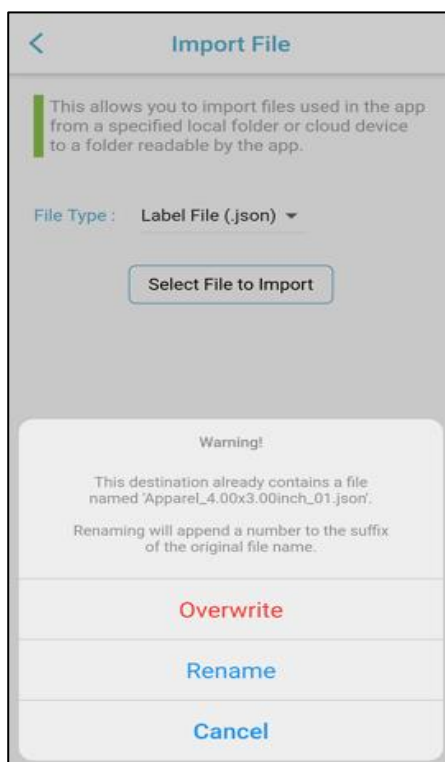 Import File
This allows you to import files used in the app
from a specified local folder or cloud device
to a folder readable by the app.
File Type : Label File (.json)
Select File to Import
Warning!
This destination already contains a file
named 'Apparel_4.00x3.00inch_01.json'.
Renaming will append a number to the suffix
of the original file name.
Overwrite
Rename
Cancel